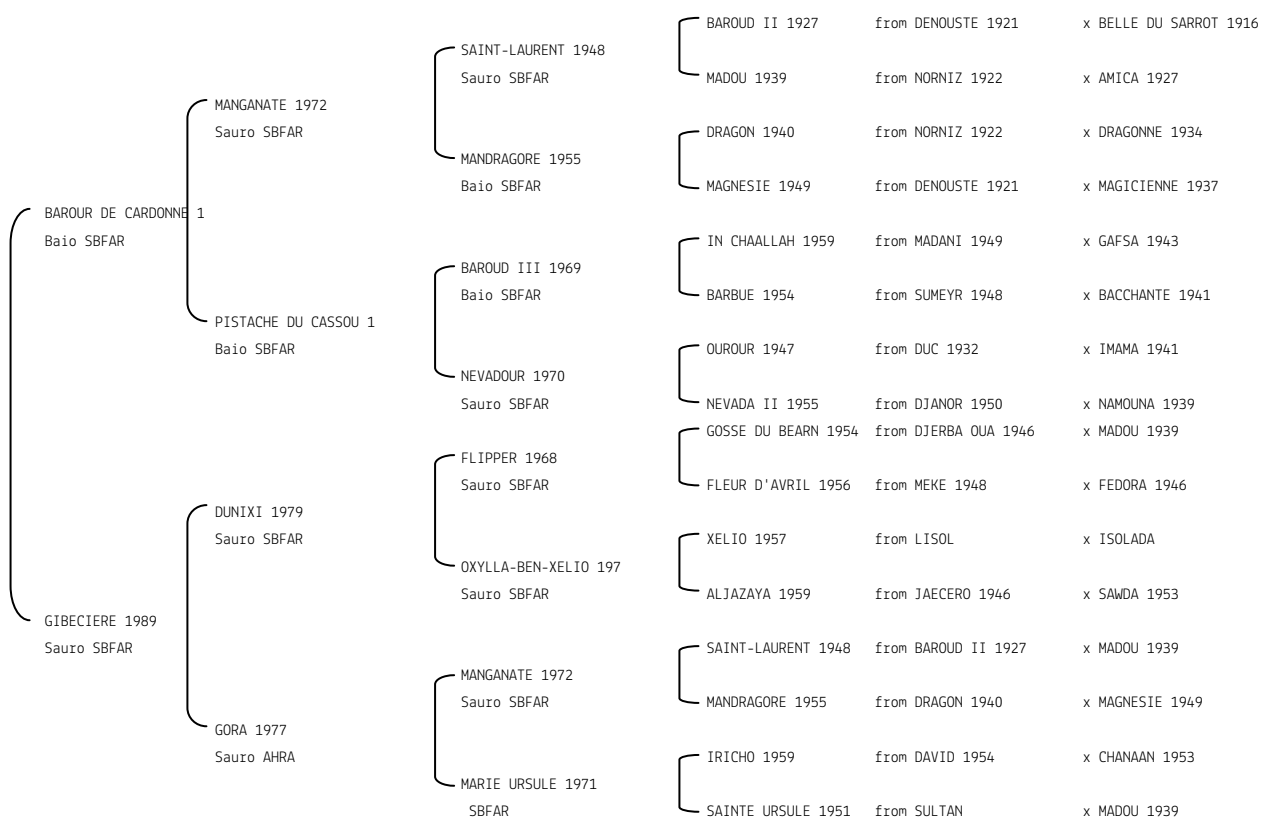 BAROUD II 1927 from DENOUSTE 1921 x BELLE DU SARROT 1916
SAINT-LAURENT 1948
Sauro SBFAR MADOU 1939 from NORNIZ 1922 x AMICA 1927
MANGANATE 1972
Sauro SBFAR DRAGON 1940 from NORNIZ 1922 x DRAGONNE 1934
MANDRAGORE 1955
Baio SBFAR MAGNESIE 1949 from DENOUSTE 1921 x MAGICIENNE 1937
BAROUR DE CARDONNE 1
Baio SBFAR IN CHAALLAH 1959 from MADANI 1949 x GAFSA 1943
BAROUD III 1969
Baio SBFAR BARBUE 1954 from SUMEYR 1948 x BACCHANTE 1941
PISTACHE DU CASSOU 1
Baio SBFAR OUROUR 1947 from DUC 1932 x IMAMA 1941
NEVADOUR 1970
Sauro SBFAR NEVADA II 1955 from DJANOR 1950 x NAMOUNA 1939
GOSSE DU BEARN 1954 from DJERBA OUA 1946 x MADOU 1939
FLIPPER 1968
Sauro SBFAR FLEUR D'AVRIL 1956 from MEKE 1948 x FEDORA 1946
DUNIXI 1979
Sauro SBFAR XELIO 1957 from LISOL x ISOLADA
OXYLLA-BEN-XELIO 197
Sauro SBFAR ALJAZAYA 1959 from JAECERO 1946 x SAWDA 1953
GIBECIERE 1989
Sauro SBFAR SAINT-LAURENT 1948 from BAROUD II 1927 x MADOU 1939
MANGANATE 1972
Sauro SBFAR MANDRAGORE 1955 from DRAGON 1940 x MAGNESIE 1949
GORA 1977
Sauro AHRA IRICHO 1959 from DAVID 1954 x CHANAAN 1953
MARIE URSULE 1971
SBFAR SAINTE URSULE 1951 from SULTAN x MADOU 1939